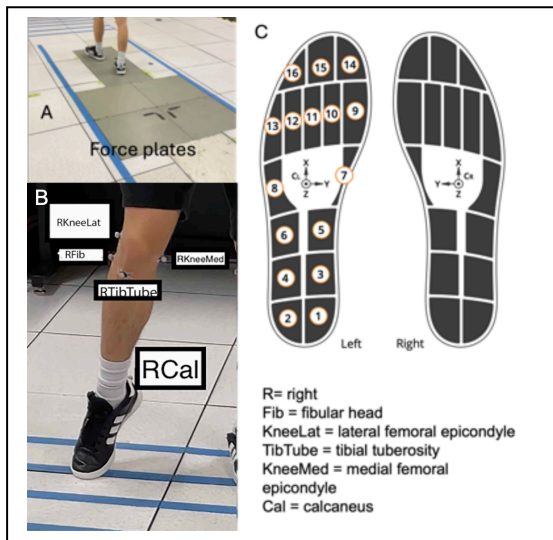 A
Force plates
B
RKneeLat
RFib
RKneeMed
RTibTube
RCal
C
16 15 14
13 12 11 10 9
8 7
6 5
4 3
2 1
X
CL Y
Z
X
Y CR
Z
Left Right
R= right
Fib = fibular head
KneeLat = lateral femoral epicondyle
TibTube = tibial tuberosity
KneeMed = medial femoral
epicondyle
Cal = calcaneus